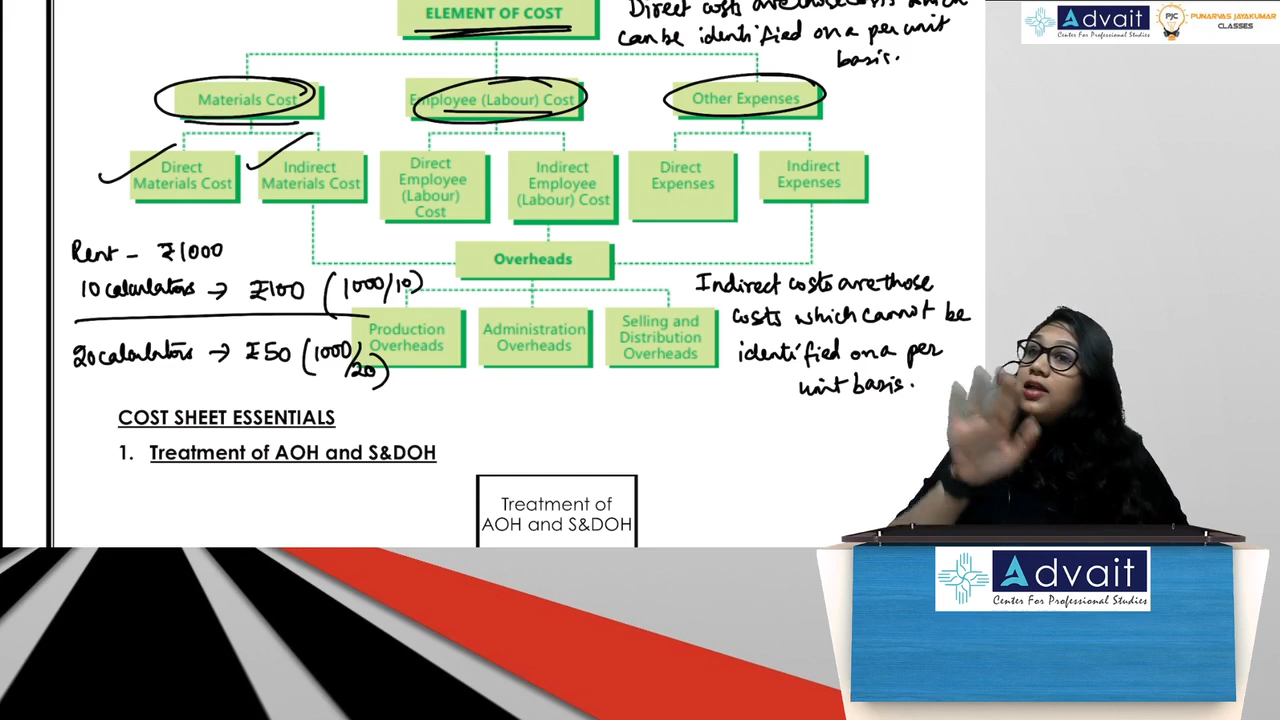 ELEMENT OF COST
Direct costs are those costs which
can be identified on a per unit
basis.
Advait
Center For Professional Studies
PJC
PUNARVAS JAYAKUMAR
CLASSES
Materials Cost
Employee (Labour) Cost
Other Expenses
Direct
Materials Cost
Indirect
Materials Cost
Direct
Employee
(Labour)
Cost
Indirect
Employee
(Labour) Cost
Direct
Expenses
Indirect
Expenses
Overheads
Rent - ₹1000
10 calculators → ₹100 (1000/10)
20 calculators → ₹50 (1000/20)
Production
Overheads
Administration
Overheads
Selling and
Distribution
Overheads
Indirect costs are those
costs which cannot be
identified on a per
unit basis.
COST SHEET ESSENTIALS
1. Treatment of AOH and S&DOH
Treatment of
AOH and S&DOH
Advait
Center For Professional Studies